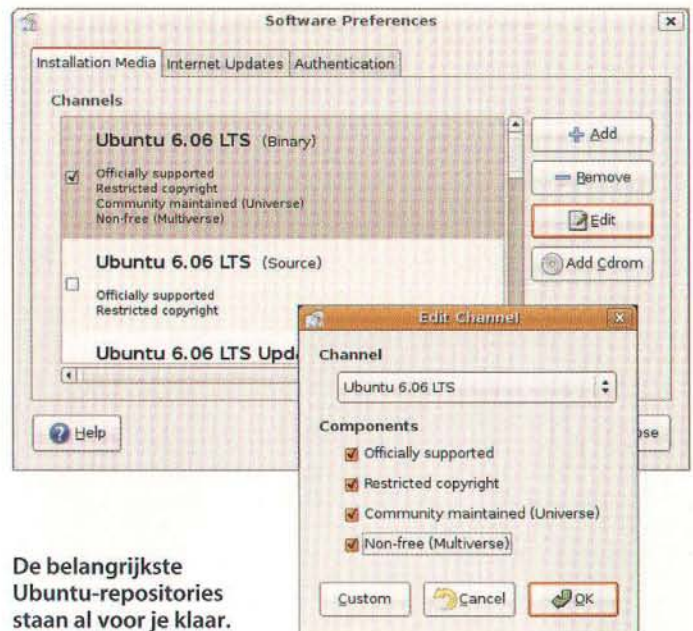 Software Preferences
Installation Media Internet Updates Authentication
Channels
Ubuntu 6.06 LTS (Binary)
Officially supported
Restricted copyright
Community maintained (Universe)
Non-free (Multiverse)
Ubuntu 6.06 LTS (Source)
Officially supported
Restricted copyright
Ubuntu 6.06 LTS Upd
Add
Remove
Edit
Add Cdrom
Help
ose
Edit Channel
Channel
Ubuntu 6.06 LTS
Components
Officially supported
Restricted copyright
Community maintained (Universe)
Non-free (Multiverse)
Custom Cancel OK
De belangrijkste
Ubuntu-repositories
staan al voor je klaar.